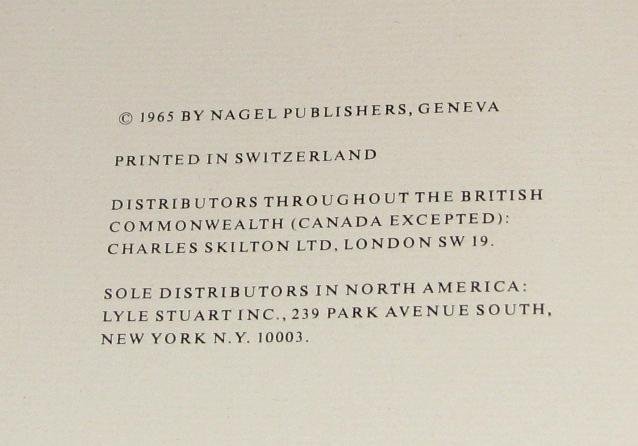 © 1965 BY NAGEL PUBLISHERS, GENEVA
PRINTED IN SWITZERLAND
DISTRIBUTORS THROUGHOUT THE BRITISH
COMMONWEALTH (CANADA EXCEPTED):
CHARLES SKILTON LTD, LONDON SW 19.
SOLE DISTRIBUTORS IN NORTH AMERICA:
LYLE STUART INC., 239 PARK AVENUE SOUTH,
NEW YORK N.Y. 10003.